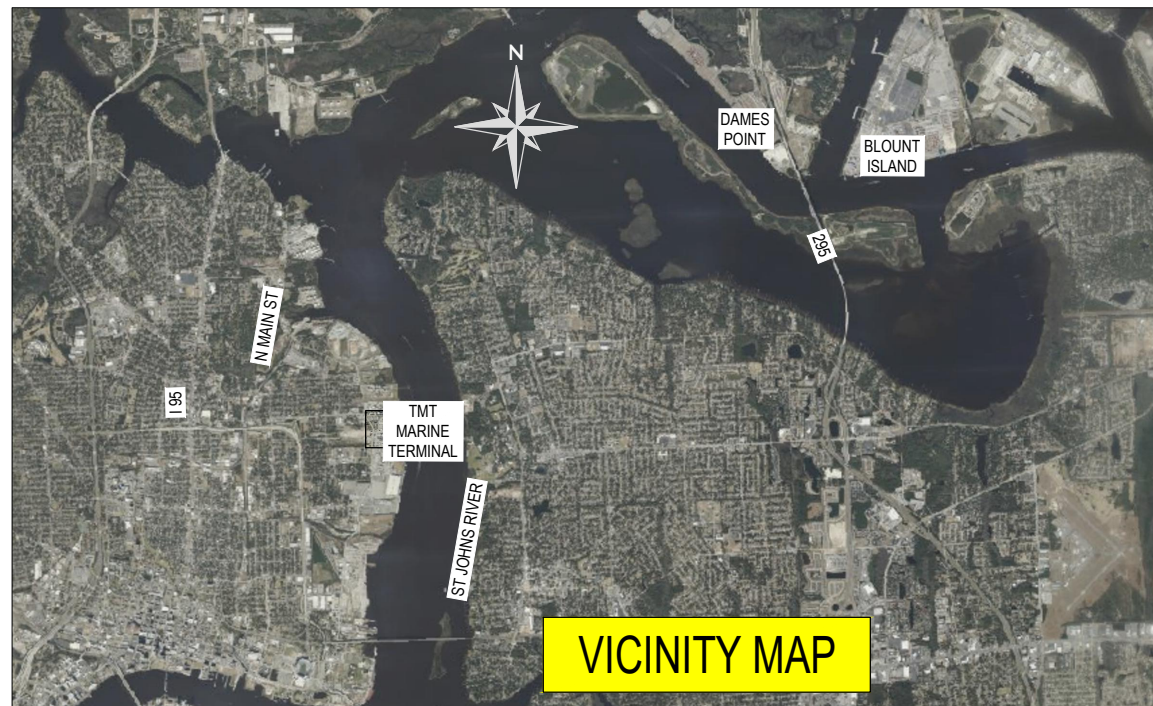 N
DAMES
POINT
BLOUNT
ISLAND
295
N MAIN ST
I 95
TMT
MARINE
TERMINAL
ST JOHNS RIVER
VICINITY MAP